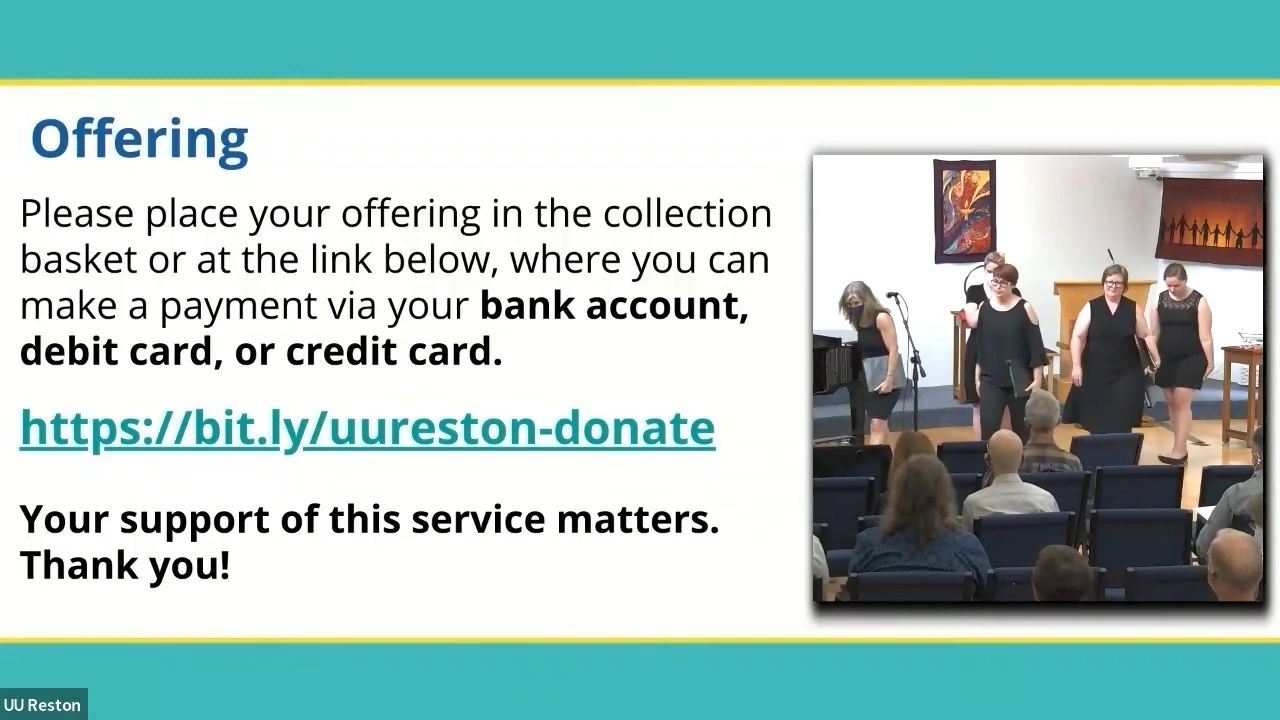 Offering
Please place your offering in the collection
basket or at the link below, where you can
make a payment via your bank account,
debit card, or credit card.
https://bit.ly/uureston-donate
Your support of this service matters.
Thank you!
UU Reston